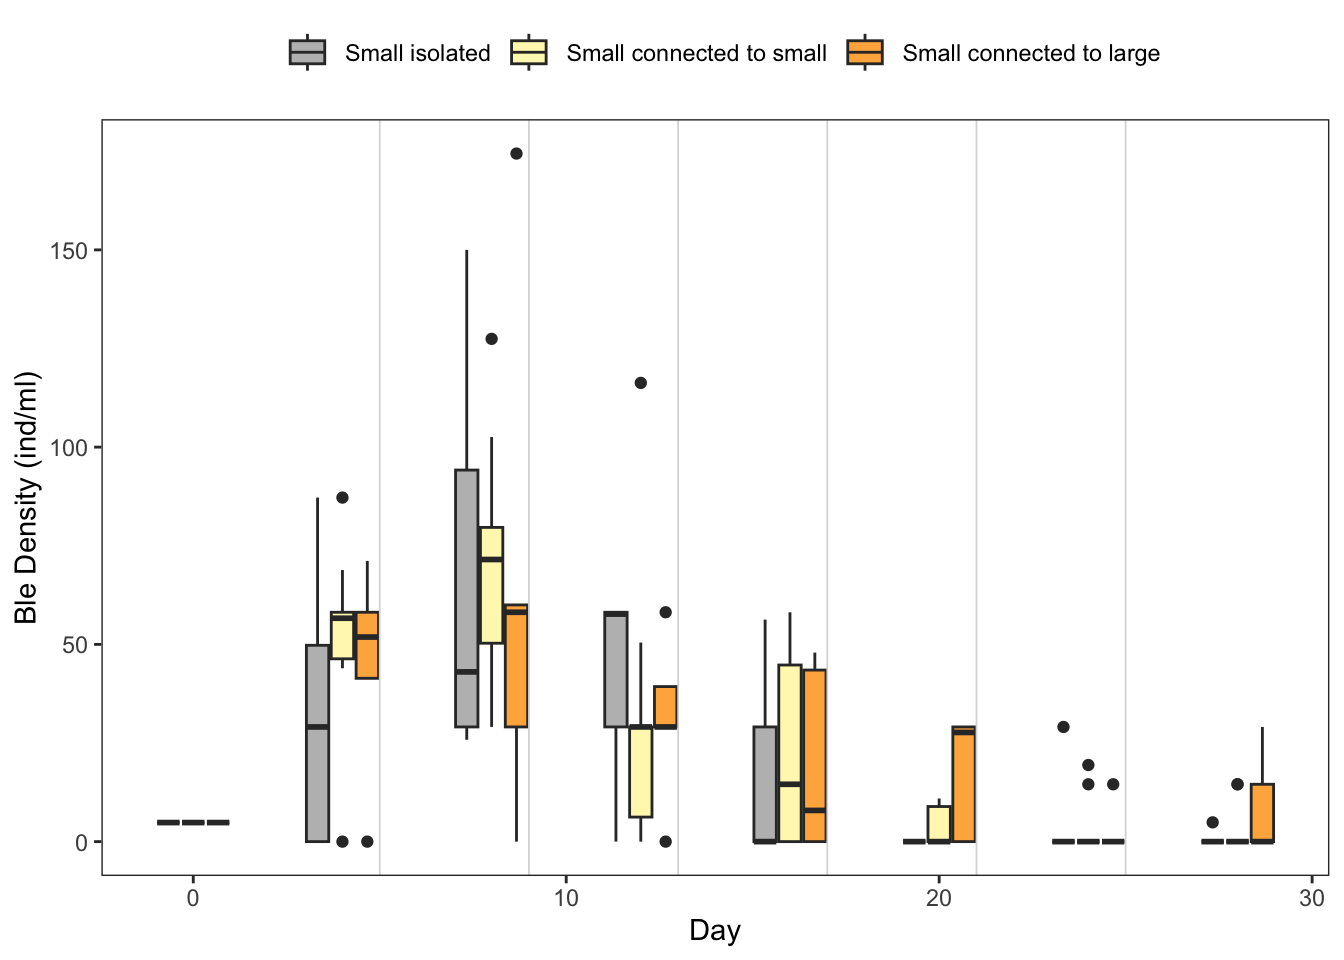 Small isolated Small connected to small Small connected to large
Ble Density (ind/ml)
150
100
50
0
0 10 20 30
Day